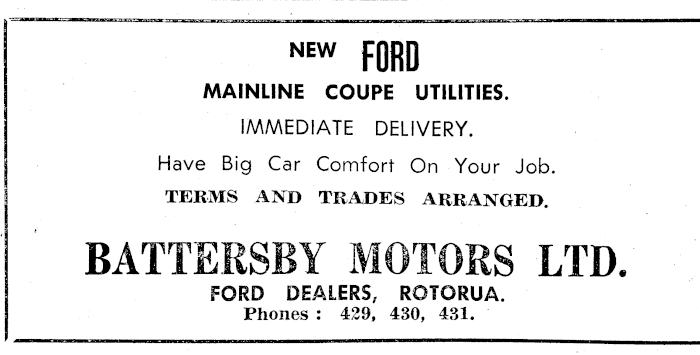 NEW FORD
MAINLINE COUPE UTILITIES.
IMMEDIATE DELIVERY.
Have Big Car Comfort On Your Job.
TERMS AND TRADES ARRANGED.
BATTERSBY MOTORS LTD.
FORD DEALERS, ROTORUA.
Phones : 429, 430, 431.